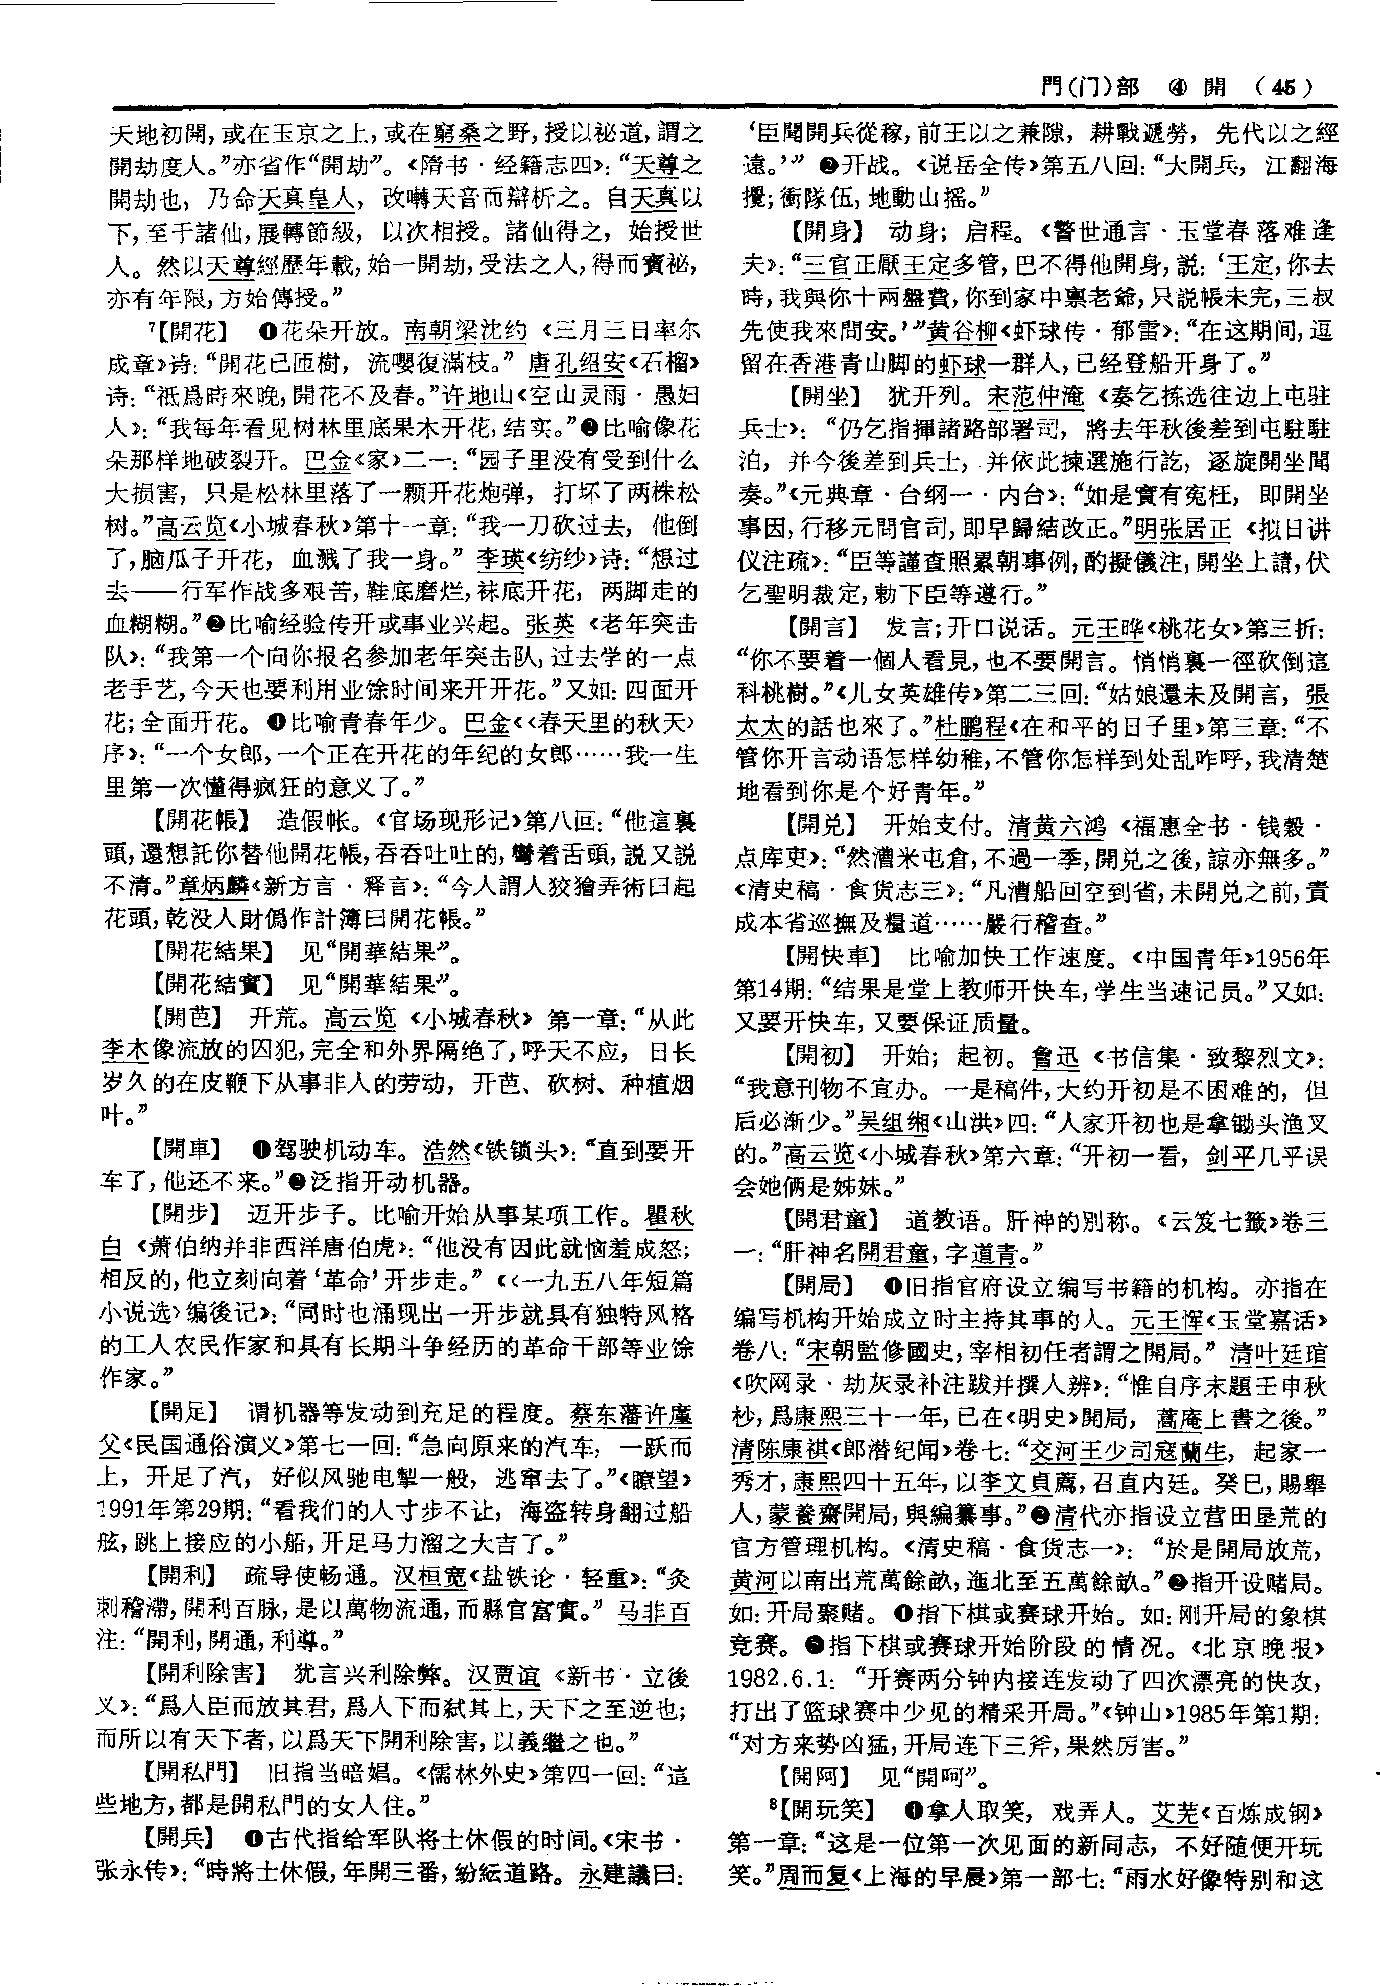 門(门)部 ④ 開 (45)
天地初開,或在玉京之上,或在窮桑之野,授以祕道,謂之
開劫度人。”亦省作“開劫”。《隋书·经籍志四》:“天尊之
開劫也, 乃命天真皇人, 改囀天音而辯析之。自天真以
下,至于諸仙,展轉節級, 以次相授。諸仙得之, 始授世
人。然以天尊經歷年載,始一開劫,受法之人,得而寳祕,
亦有年限,方始傳授。”
⁷【開花】 ❶花朵开放。南朝梁沈约《三月三日率尔
成章》诗:“開花已匝樹, 流嚶復滿枝。” 唐孔绍安《石榴》
诗:“祇爲時來晚,開花不及春。”许地山《空山灵雨·愚妇
人》:“我每年看见树林里底果木开花,结实。”❷比喻像花
朵那样地破裂开。巴金《家》二一:“园子里没有受到什么
大损害, 只是松林里落了一颗开花炮弹, 打坏了两株松
树。”高云览《小城春秋》第十一章:“我一刀砍过去, 他倒
了,脑瓜子开花, 血溅了我一身。” 李瑛《纺纱》诗:“想过
去——行军作战多艰苦,鞋底磨烂,袜底开花, 两脚走的
血糊糊。”❸比喻经验传开或事业兴起。张英《老年突击
队》:“我第一个向你报名参加老年突击队,过去学的一点
老手艺,今天也要利用业馀时间来开开花。”又如:四面开
花;全面开花。❹比喻青春年少。巴金《〈春天里的秋天〉
序》:“一个女郎,一个正在开花的年纪的女郎……我一生
里第一次懂得疯狂的意义了。”
【開花帳】 造假帐。《官场现形记》第八回:“他這裏
頭,還想託你替他開花帳,吞吞吐吐的,彎着舌頭,説又説
不清。”章炳麟《新方言·释言》:“今人謂人狡獪弄術曰起
花頭,乾没人財僞作計簿曰開花帳。”
【開花結果】 见“開華結果”。
【開花結實】 见“開華結果”。
【開芭】 开荒。高云览《小城春秋》第一章:“从此
李木像流放的囚犯,完全和外界隔绝了,呼天不应, 日长
岁久的在皮鞭下从事非人的劳动, 开芭、砍树、种植烟
叶。”
【開車】 ❶驾驶机动车。浩然《铁锁头》:“直到要开
车了,他还不来。”❷泛指开动机器。
【開步】 迈开步子。比喻开始从事某项工作。瞿秋
白《萧伯纳并非西洋唐伯虎》:“他没有因此就恼羞成怒;
相反的,他立刻向着‘革命’开步走。”《〈一九五八年短篇
小说选〉编後记》:“同时也涌现出一开步就具有独特风格
的工人农民作家和具有长期斗争经历的革命干部等业馀
作家。”
【開足】 谓机器等发动到充足的程度。蔡东藩许廑
父《民国通俗演义》第七一回:“急向原来的汽车, 一跃而
上, 开足了汽, 好似风驰电掣一般, 逃窜去了。”《瞭望》
1991年第29期:“看我们的人寸步不让, 海盗转身翻过船
舷,跳上接应的小船,开足马力溜之大吉了。”
【開利】 疏导使畅通。汉桓宽《盐铁论·轻重》:“灸
刺稽滯,開利百脉,是以萬物流通,而縣官富實。” 马非百
注:“開利,開通,利導。”
【開利除害】 犹言兴利除弊。汉贾谊《新书·立後
义》:“爲人臣而放其君,爲人下而弑其上,天下之至逆也;
而所以有天下者,以爲天下開利除害,以義繼之也。”
【開私門】 旧指当暗娼。《儒林外史》第四一回:“這
些地方,都是開私門的女人住。”
【開兵】 ❶古代指给军队将士休假的时间。《宋书·
张永传》:“時將士休假,年開三番,紛紜道路。永建議曰:
‘臣聞開兵從稼,前王以之兼隙, 耕戰遞勞, 先代以之經
遠。’” ❷开战。《说岳全传》第五八回:“大開兵, 江翻海
攪;衝隊伍,地動山摇。”
【開身】 动身;启程。《警世通言·玉堂春落难逢
夫》:“三官正厭王定多管,巴不得他開身,説:‘王定,你去
時,我與你十兩盤費,你到家中禀老爺,只説帳未完,三叔
先使我來問安。’”黄谷柳《虾球传·郁雷》:“在这期间,逗
留在香港青山脚的虾球一群人,已经登船开身了。”
【開坐】 犹开列。宋范仲淹《奏乞拣选往边上屯驻
兵士》: “仍乞指揮諸路部署司, 將去年秋後差到屯駐駐
泊, 并今後差到兵士, 并依此揀選施行訖, 逐旋開坐聞
奏。”《元典章·台纲一·内台》:“如是實有冤枉, 即開坐
事因,行移元問官司,即早歸結改正。”明张居正《拟日讲
仪注疏》:“臣等謹查照累朝事例,酌擬儀注,開坐上請,伏
乞聖明裁定,勅下臣等遵行。”
【開言】 发言;开口说话。元王晔《桃花女》第三折:
“你不要着一個人看見,也不要開言。悄悄裏一徑砍倒這
科桃樹。”《儿女英雄传》第二三回:“姑娘還未及開言, 張
太太的話也來了。”杜鹏程《在和平的日子里》第三章:“不
管你开言动语怎样幼稚,不管你怎样到处乱咋呼,我清楚
地看到你是个好青年。”
【開兑】 开始支付。清黄六鸿《福惠全书·钱穀·
点库吏》:“然漕米屯倉,不過一季,開兑之後,諒亦無多。”
《清史稿·食货志三》:“凡漕船回空到省,未開兑之前,責
成本省巡撫及糧道……嚴行稽查。”
【開快車】 比喻加快工作速度。《中国青年》1956年
第14期:“结果是堂上教师开快车,学生当速记员。”又如:
又要开快车,又要保证质量。
【開初】 开始;起初。鲁迅《书信集·致黎烈文》:
“我意刊物不宜办。一是稿件,大约开初是不困难的, 但
后必渐少。”吴组缃《山洪》四:“人家开初也是拿锄头渔叉
的。”高云览《小城春秋》第六章:“开初一看, 剑平几乎误
会她俩是姊妹。”
【開君童】 道教语。肝神的别称。《云笈七籤》卷三
一:“肝神名開君童,字道青。”
【開局】 ❶旧指官府设立编写书籍的机构。亦指在
编写机构开始成立时主持其事的人。元王恽《玉堂嘉话》
卷八:“宋朝監修國史,宰相初任者謂之開局。” 清叶廷琯
《吹网录·劫灰录补注跋并撰人辨》:“惟自序末題壬申秋
杪,爲康熙三十一年,已在《明史》開局, 蒿庵上書之後。”
清陈康祺《郎潜纪闻》卷七:“交河王少司寇蘭生, 起家一
秀才,康熙四十五年,以李文貞薦,召直内廷。癸巳,賜舉
人,蒙養齋開局,與編纂事。”❷清代亦指设立营田垦荒的
官方管理机构。《清史稿·食货志一》: “於是開局放荒,
黄河以南出荒萬餘畝,迤北至五萬餘畝。”❸指开设赌局。
如:开局聚赌。❹指下棋或赛球开始。如:刚开局的象棋
竞赛。❺指下棋或赛球开始阶段的情况。《北京晚报》
1982.6.1: “开赛两分钟内接连发动了四次漂亮的快攻,
打出了篮球赛中少见的精采开局。”《钟山》1985年第1期:
“对方来势凶猛,开局连下三斧,果然厉害。”
【開阿】 见“開呵”。
⁸【開玩笑】 ❶拿人取笑, 戏弄人。艾芜《百炼成钢》
第一章:“这是一位第一次见面的新同志, 不好随便开玩
笑。”周而复《上海的早晨》第一部七:“雨水好像特别和这